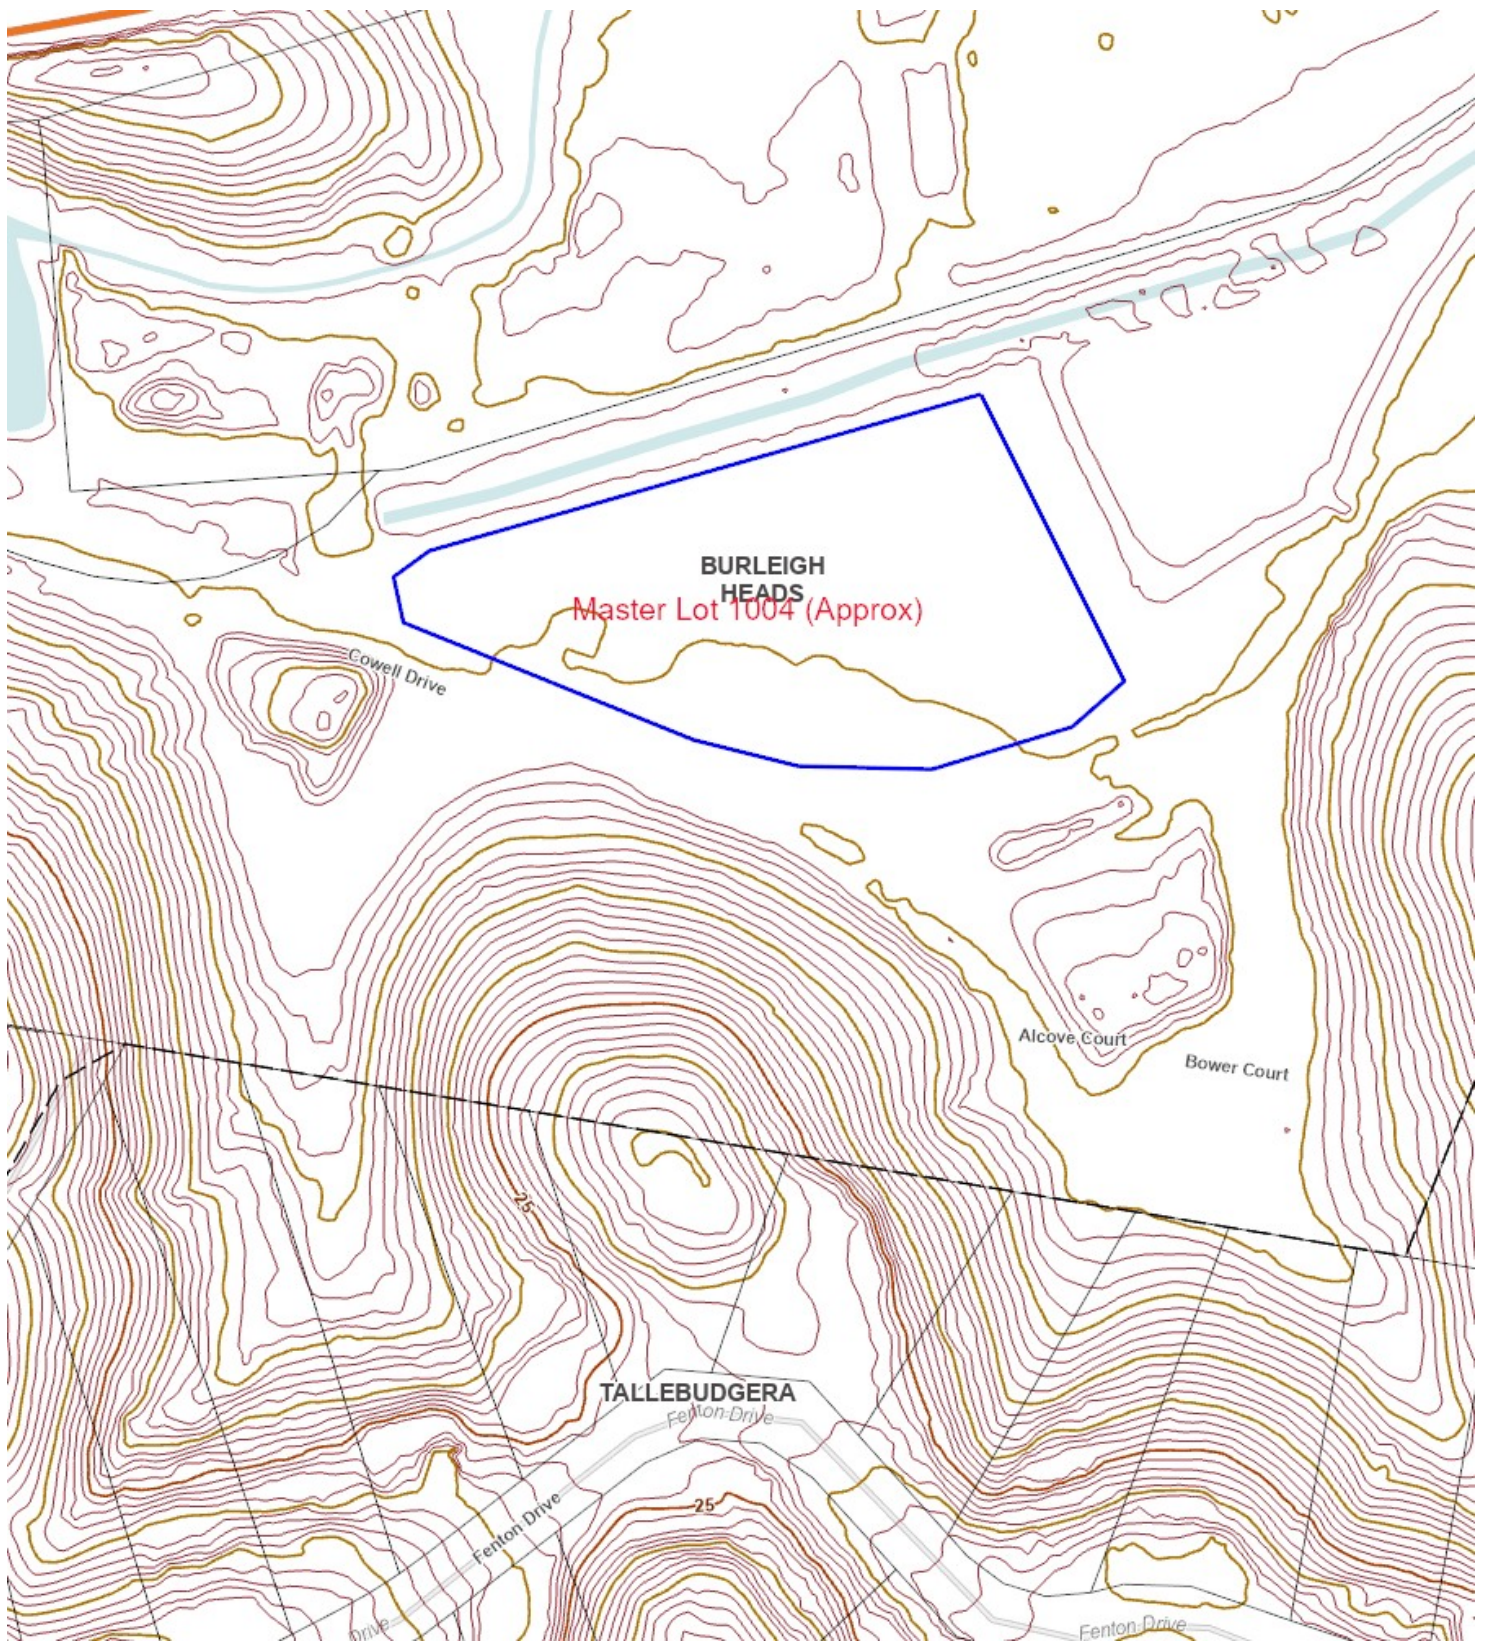 BURLEIGH
HEADS
Master Lot 1004 (Approx)
Cowell Drive
Alcove Court
Bower Court
25
TALLEBUDGERA
Fenton Drive
Fenton Drive
25
Drive
Fenton Drive